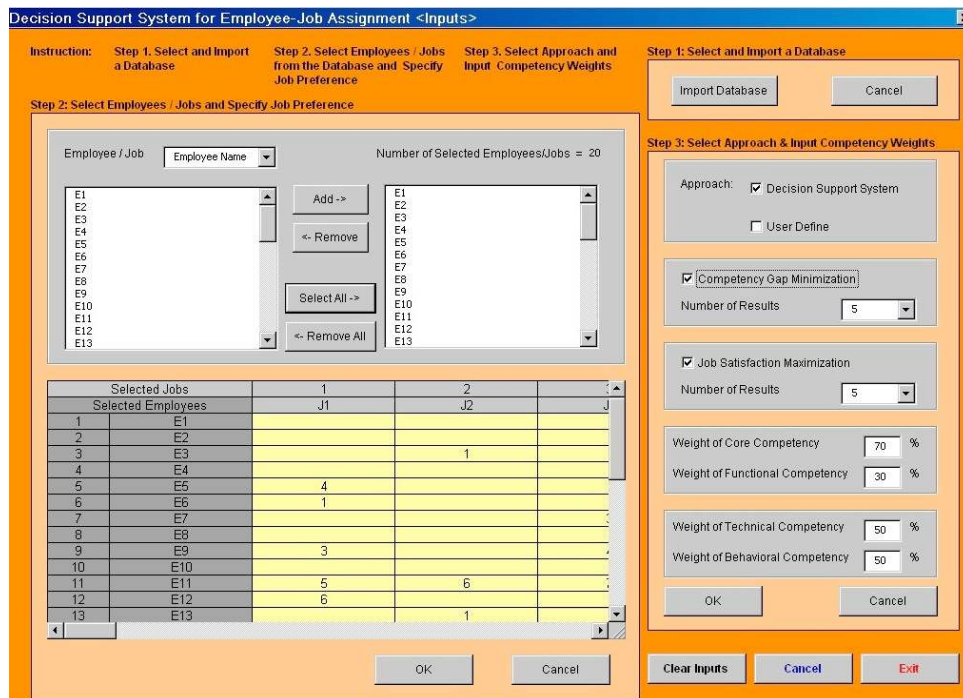 Decision Support System for Employee-Job Assignment <Inputs>
Instruction:
Step 1. Select and Import
a Database
Step 2. Select Employees / Jobs
from the Database and Specify
Job Preference
Step 3. Select Approach and
Input Competency Weights
Step 2: Select Employees / Jobs and Specify Job Preference
Employee / Job
Employee Name
Number of Selected Employees/Jobs = 20
E1
E2
E3
E4
E5
E6
E7
E8
E9
E10
E11
E12
E13
Add ->
<- Remove
Select All ->
<- Remove All
E1
E2
E3
E4
E5
E6
E7
E8
E9
E10
E11
E12
E13
Selected Jobs 1 2
Selected Employees J1 J2 J
1 E1
2 E2
3 E3 1
4 E4
5 E5 4
6 E6 1
7 E7
8 E8
9 E9 3
10 E10
11 E11 5 6
12 E12 6
13 E13 1
OK
Cancel
Step 1: Select and Import a Database
Import Database
Cancel
Step 3: Select Approach & Input Competency Weights
Approach:
Decision Support System
User Define
Competency Gap Minimization
Number of Results 5
Job Satisfaction Maximization
Number of Results 5
Weight of Core Competency 70 %
Weight of Functional Competency 30 %
Weight of Technical Competency 50 %
Weight of Behavioral Competency 50 %
OK
Cancel
Clear Inputs
Cancel
Exit